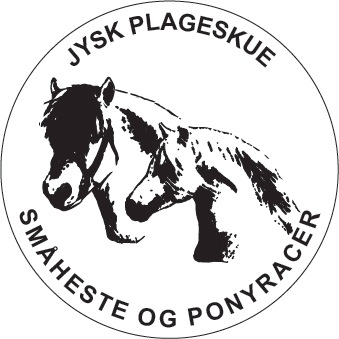 JYSK PLAGESKUE
SMÅHESTE OG PONYRACER